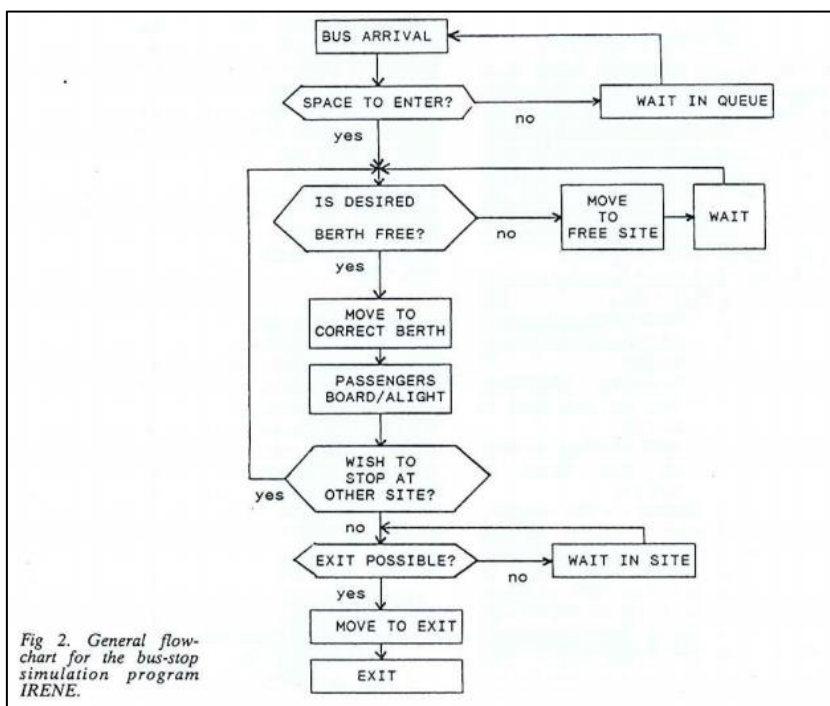 BUS ARRIVAL
SPACE TO ENTER?
no
WAIT IN QUEUE
yes
IS DESIRED
BERTH FREE?
no
MOVE
TO
FREE SITE
WAIT
yes
MOVE TO
CORRECT BERTH
PASSENGERS
BOARD/ALIGHT
WISH TO
STOP AT
OTHER SITE?
yes
no
EXIT POSSIBLE?
no
WAIT IN SITE
yes
MOVE TO EXIT
EXIT
Fig 2. General flow-
chart for the bus-stop
simulation program
IRENE.